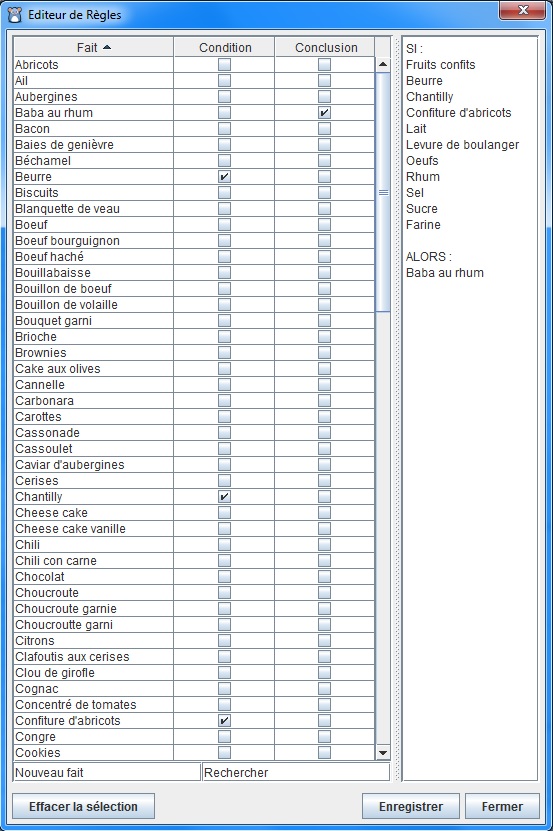 Editeur de Règles
Fait Condition Conclusion
Abricots
Ail
Aubergines
Baba au rhum
Bacon
Baies de genièvre
Béchamel
Beurre
Biscuits
Blanquette de veau
Boeuf
Boeuf bourguignon
Boeuf haché
Bouillabaisse
Bouillon de boeuf
Bouillon de volaille
Bouquet garni
Brioche
Brownies
Cake aux olives
Cannelle
Carbonara
Carottes
Cassonade
Cassoulet
Caviar d'aubergines
Cerises
Chantilly
Cheese cake
Cheese cake vanille
Chili
Chili con carne
Chocolat
Choucroute
Choucroute garnie
Choucroutte garni
Citrons
Clafoutis aux cerises
Clou de girofle
Cognac
Concentré de tomates
Confiture d'abricots
Congre
Cookies
Nouveau fait Rechercher
SI :
Fruits confits
Beurre
Chantilly
Confiture d'abricots
Lait
Levure de boulanger
Oeufs
Rhum
Sel
Sucre
Farine
ALORS :
Baba au rhum
Effacer la sélection Enregistrer Fermer